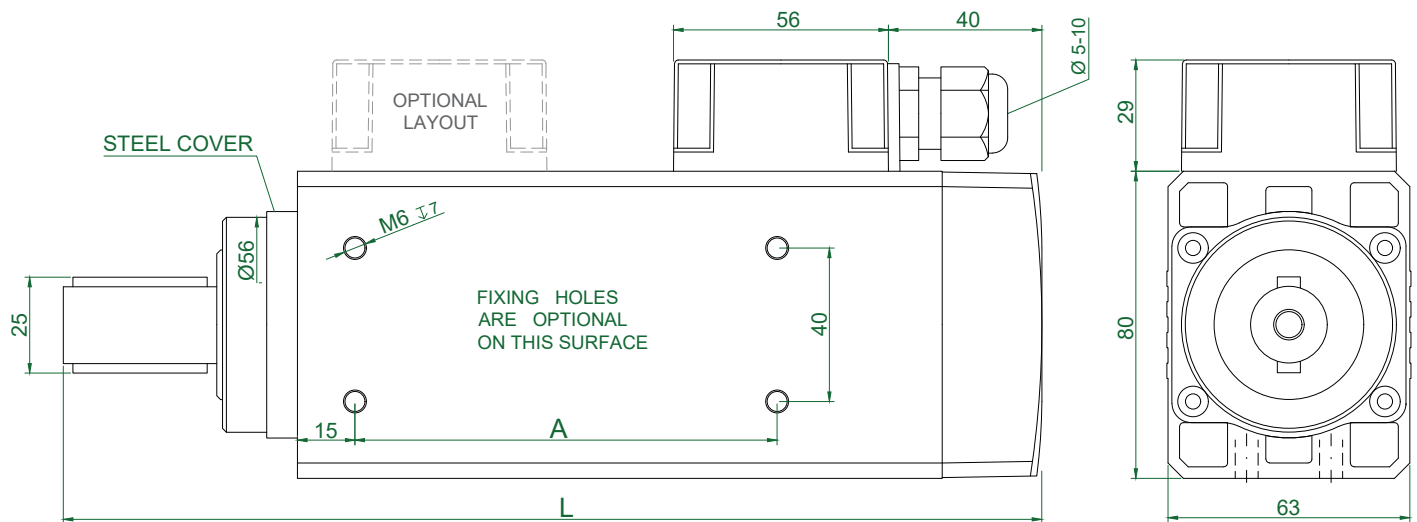 56
40
Ø 5-10
29
OPTIONAL
LAYOUT
STEEL COVER
M6 ↧7
Ø56
25
FIXING HOLES
ARE OPTIONAL
ON THIS SURFACE
40
80
15
A
L
63